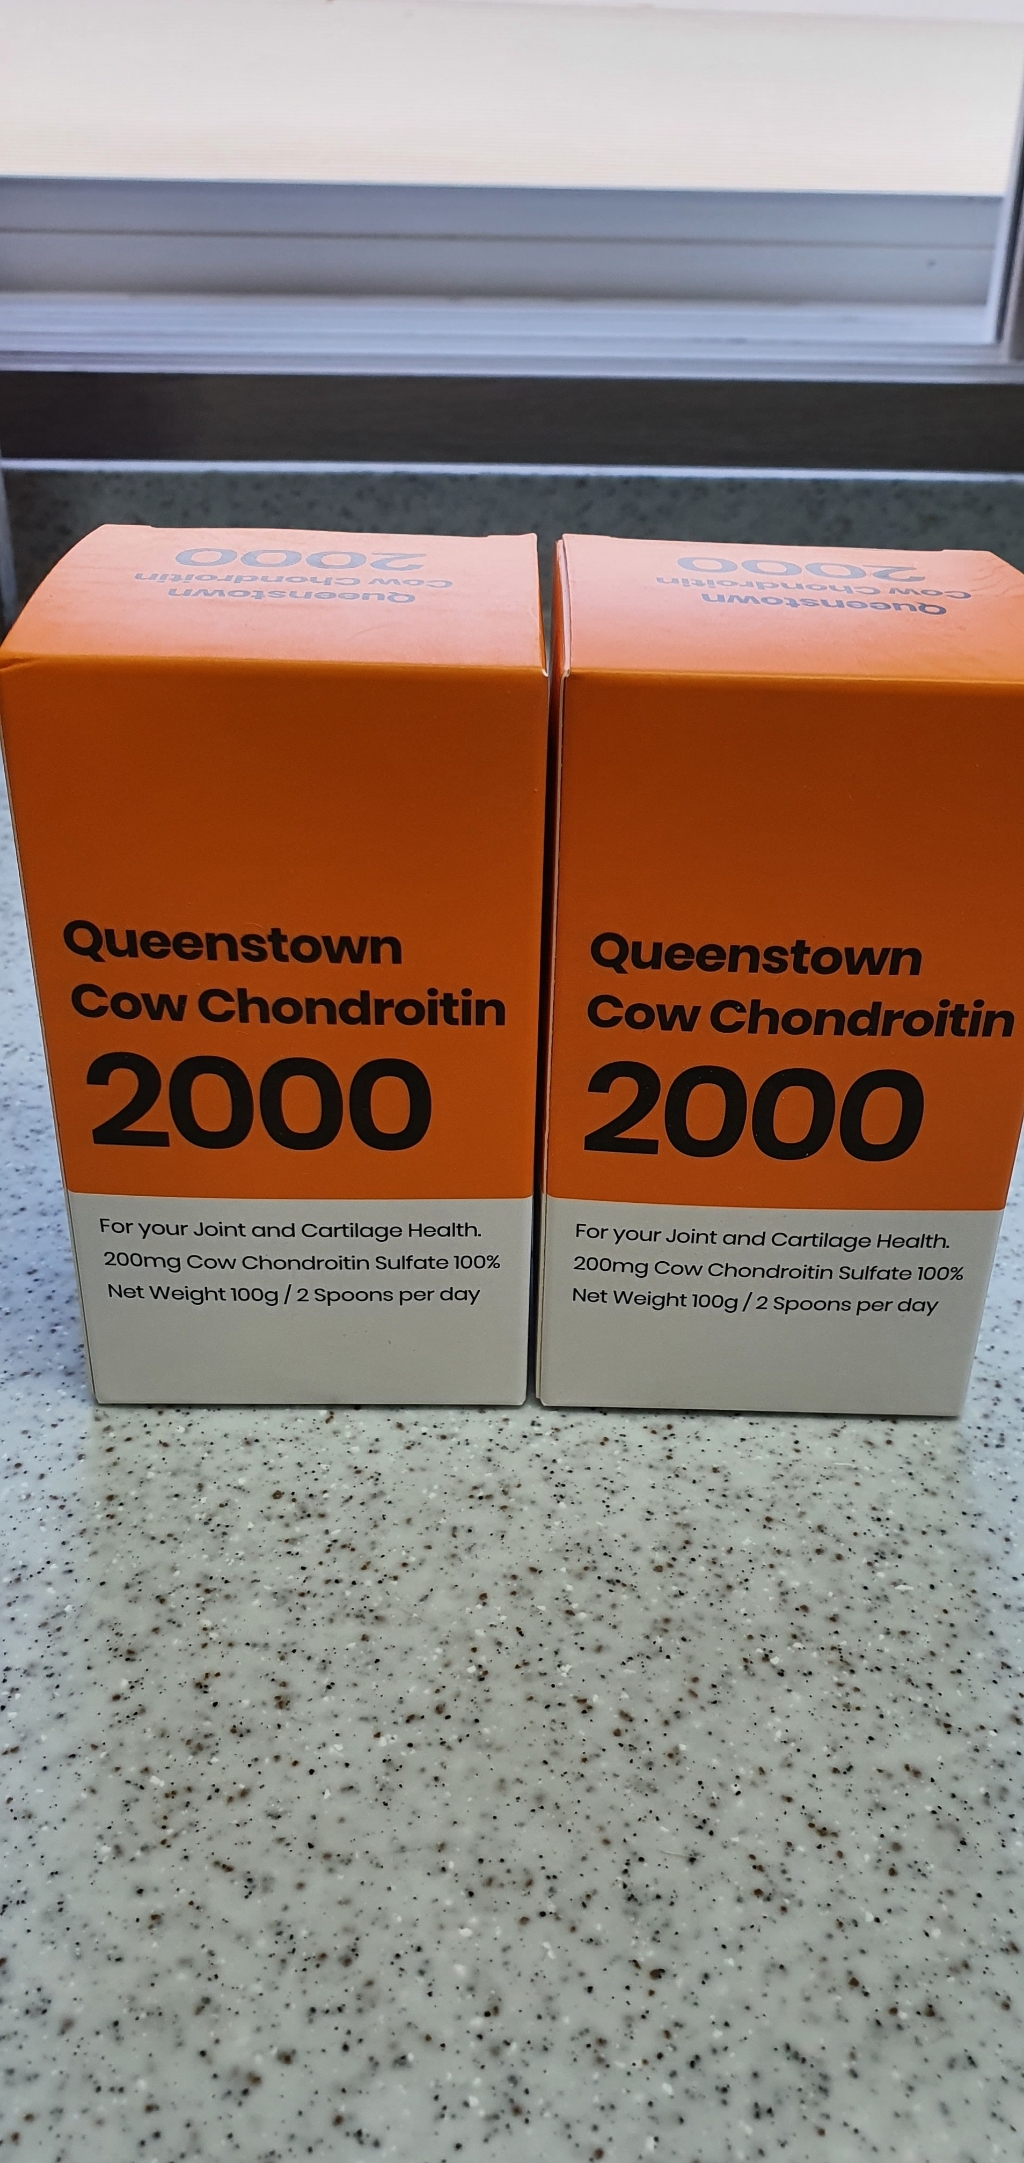 Queenstown
Cow Chondroitin
2000
Queenstown
Cow Chondroitin
2000
For your Joint and Cartilage Health.
200mg Cow Chondroitin Sulfate 100%
Net Weight 100g / 2 Spoons per day
Queenstown
Cow Chondroitin
2000
Queenstown
Cow Chondroitin
2000
For your Joint and Cartilage Health.
200mg Cow Chondroitin Sulfate 100%
Net Weight 100g / 2 Spoons per day